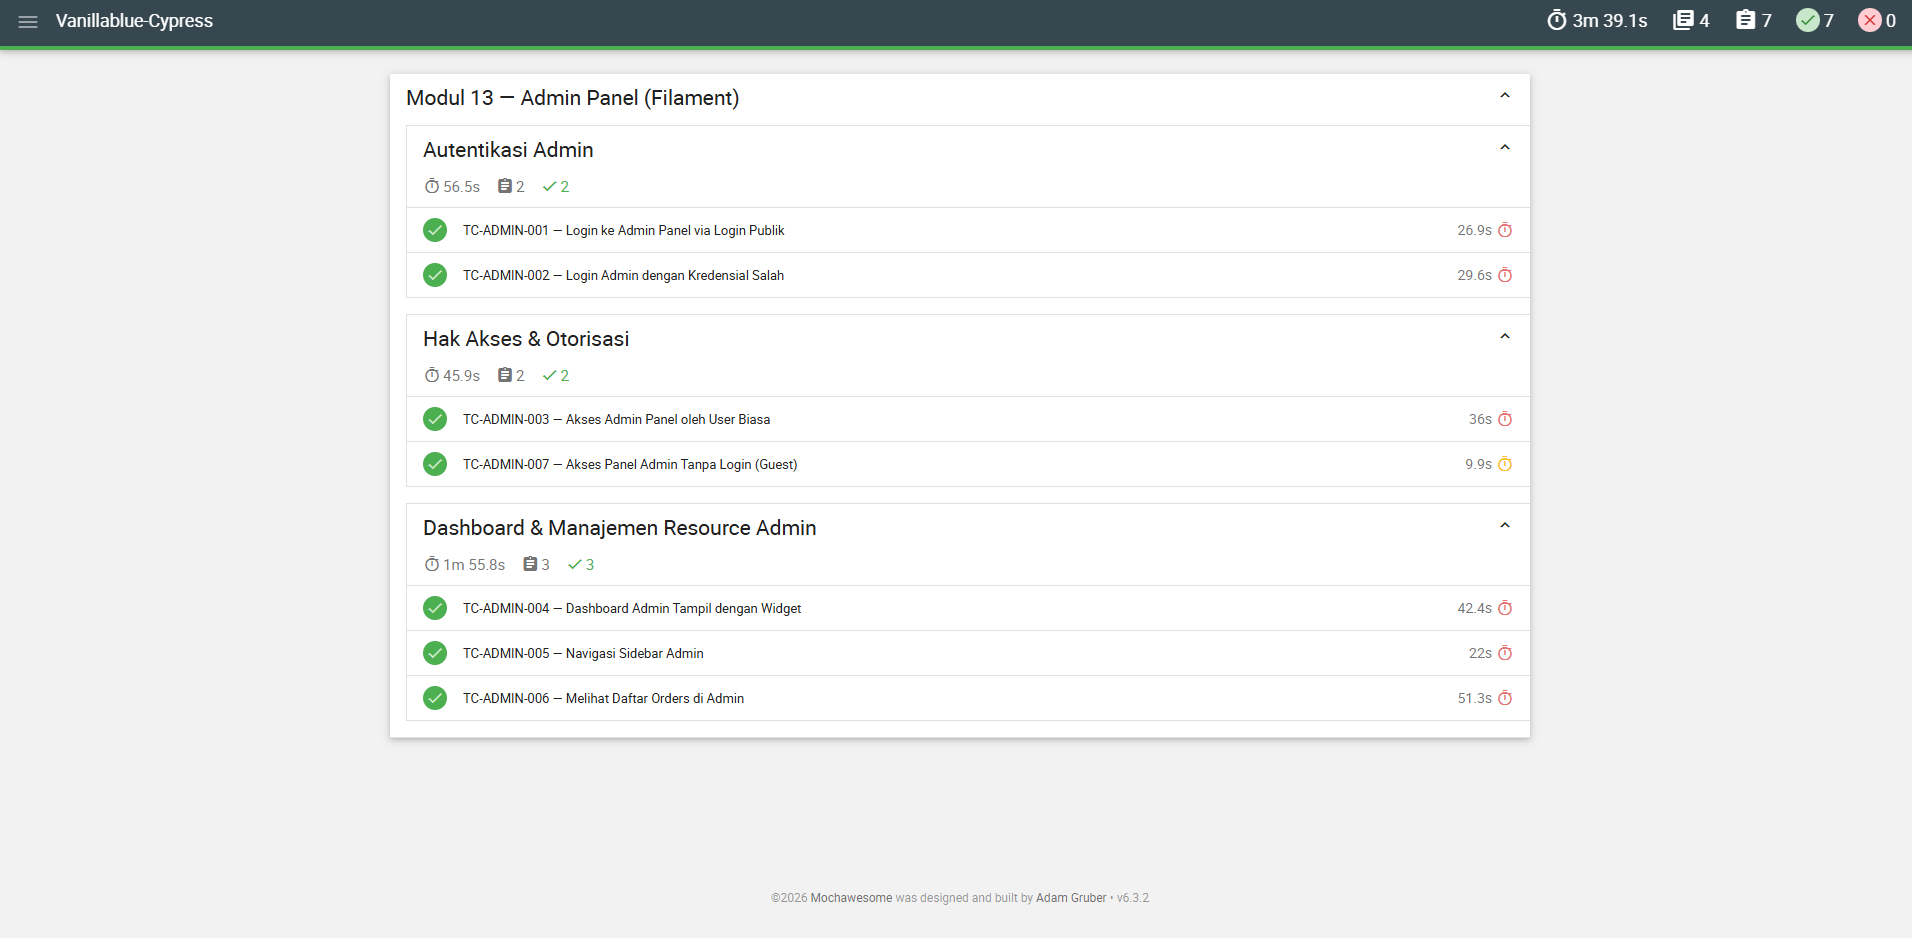 Vanillablue-Cypress
3m 39.1s 4 7 7 0
Modul 13 — Admin Panel (Filament)
Autentikasi Admin
56.5s 2 2
TC-ADMIN-001 — Login ke Admin Panel via Login Publik 26.9s
TC-ADMIN-002 — Login Admin dengan Kredensial Salah 29.6s
Hak Akses & Otorisasi
45.9s 2 2
TC-ADMIN-003 — Akses Admin Panel oleh User Biasa 36s
TC-ADMIN-007 — Akses Panel Admin Tanpa Login (Guest) 9.9s
Dashboard & Manajemen Resource Admin
1m 55.8s 3 3
TC-ADMIN-004 — Dashboard Admin Tampil dengan Widget 42.4s
TC-ADMIN-005 — Navigasi Sidebar Admin 22s
TC-ADMIN-006 — Melihat Daftar Orders di Admin 51.3s
©2026 Mochawesome was designed and built by Adam Gruber • v6.3.2